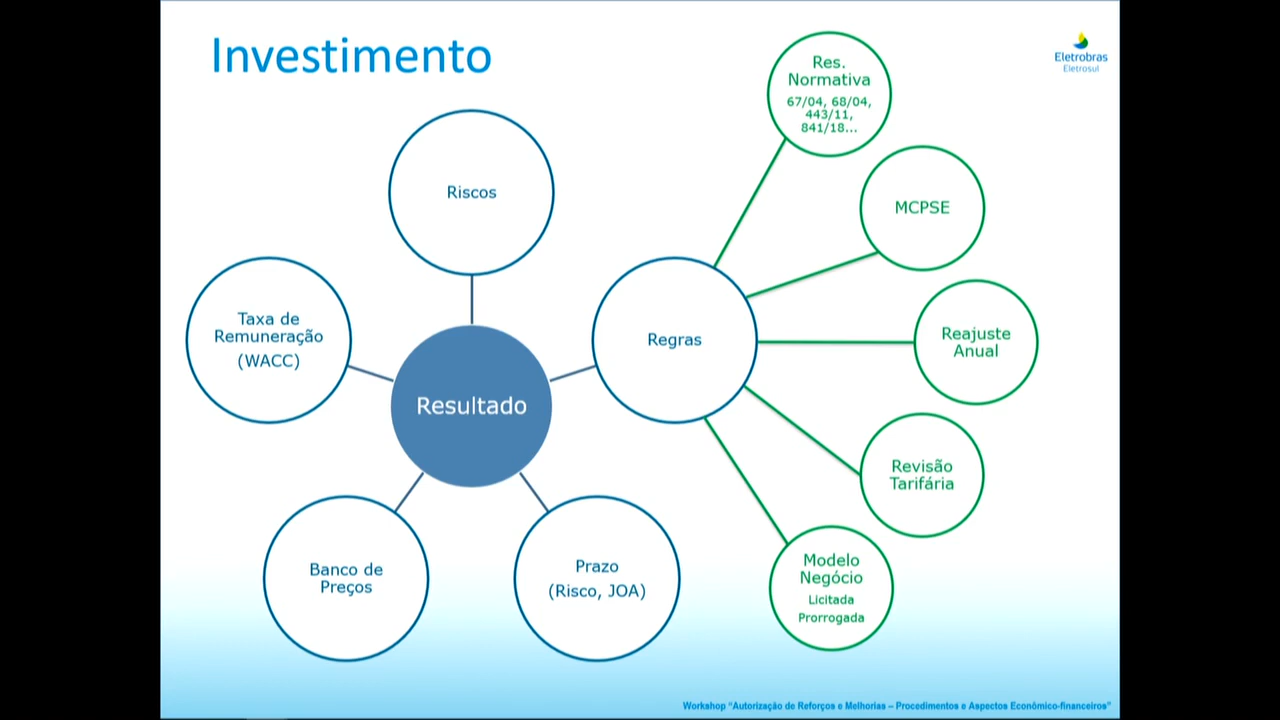 Investimento
Eletrobras
Eletrosul
Riscos
Taxa de
Remuneração
(WACC)
Resultado
Banco de
Preços
Prazo
(Risco, JOA)
Regras
Res.
Normativa
67/04, 68/04,
443/11,
841/18...
MCPSE
Reajuste
Anual
Revisão
Tarifária
Modelo
Negócio
Licitada
Prorrogada
Workshop “Autorização de Reforços e Melhorias – Procedimentos e Aspectos Econômico-financeiros”